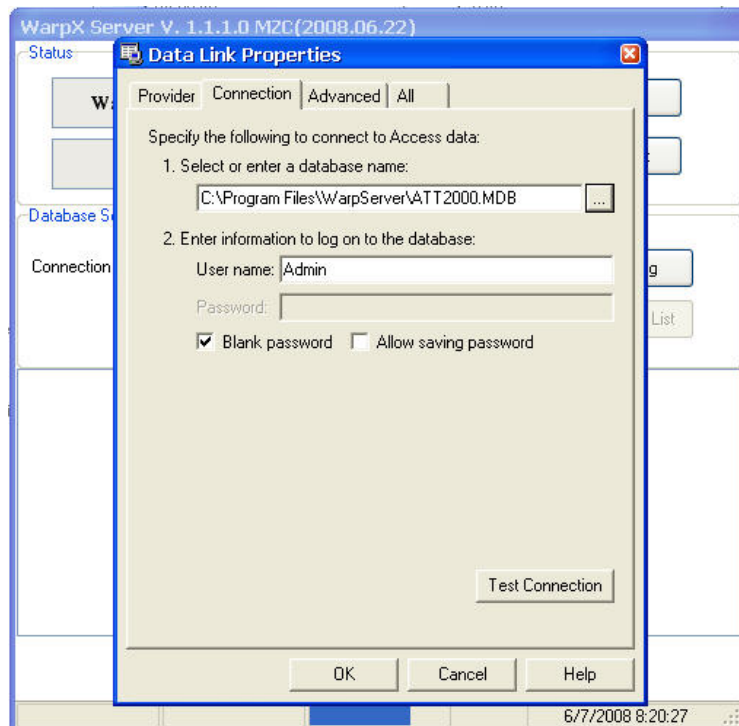 WarpX Server V. 1.1.1.0 MZC(2008.06.22)
Status
Data Link Properties
Wa
Provider Connection Advanced All
Specify the following to connect to Access data:
1. Select or enter a database name:
C:\Program Files\WarpServer\ATT2000.MDB ...
Database Se
2. Enter information to log on to the database:
Connection
User name: Admin
g
Password:
List
Blank password Allow saving password
Test Connection
OK Cancel Help
6/7/2008 8:20:27